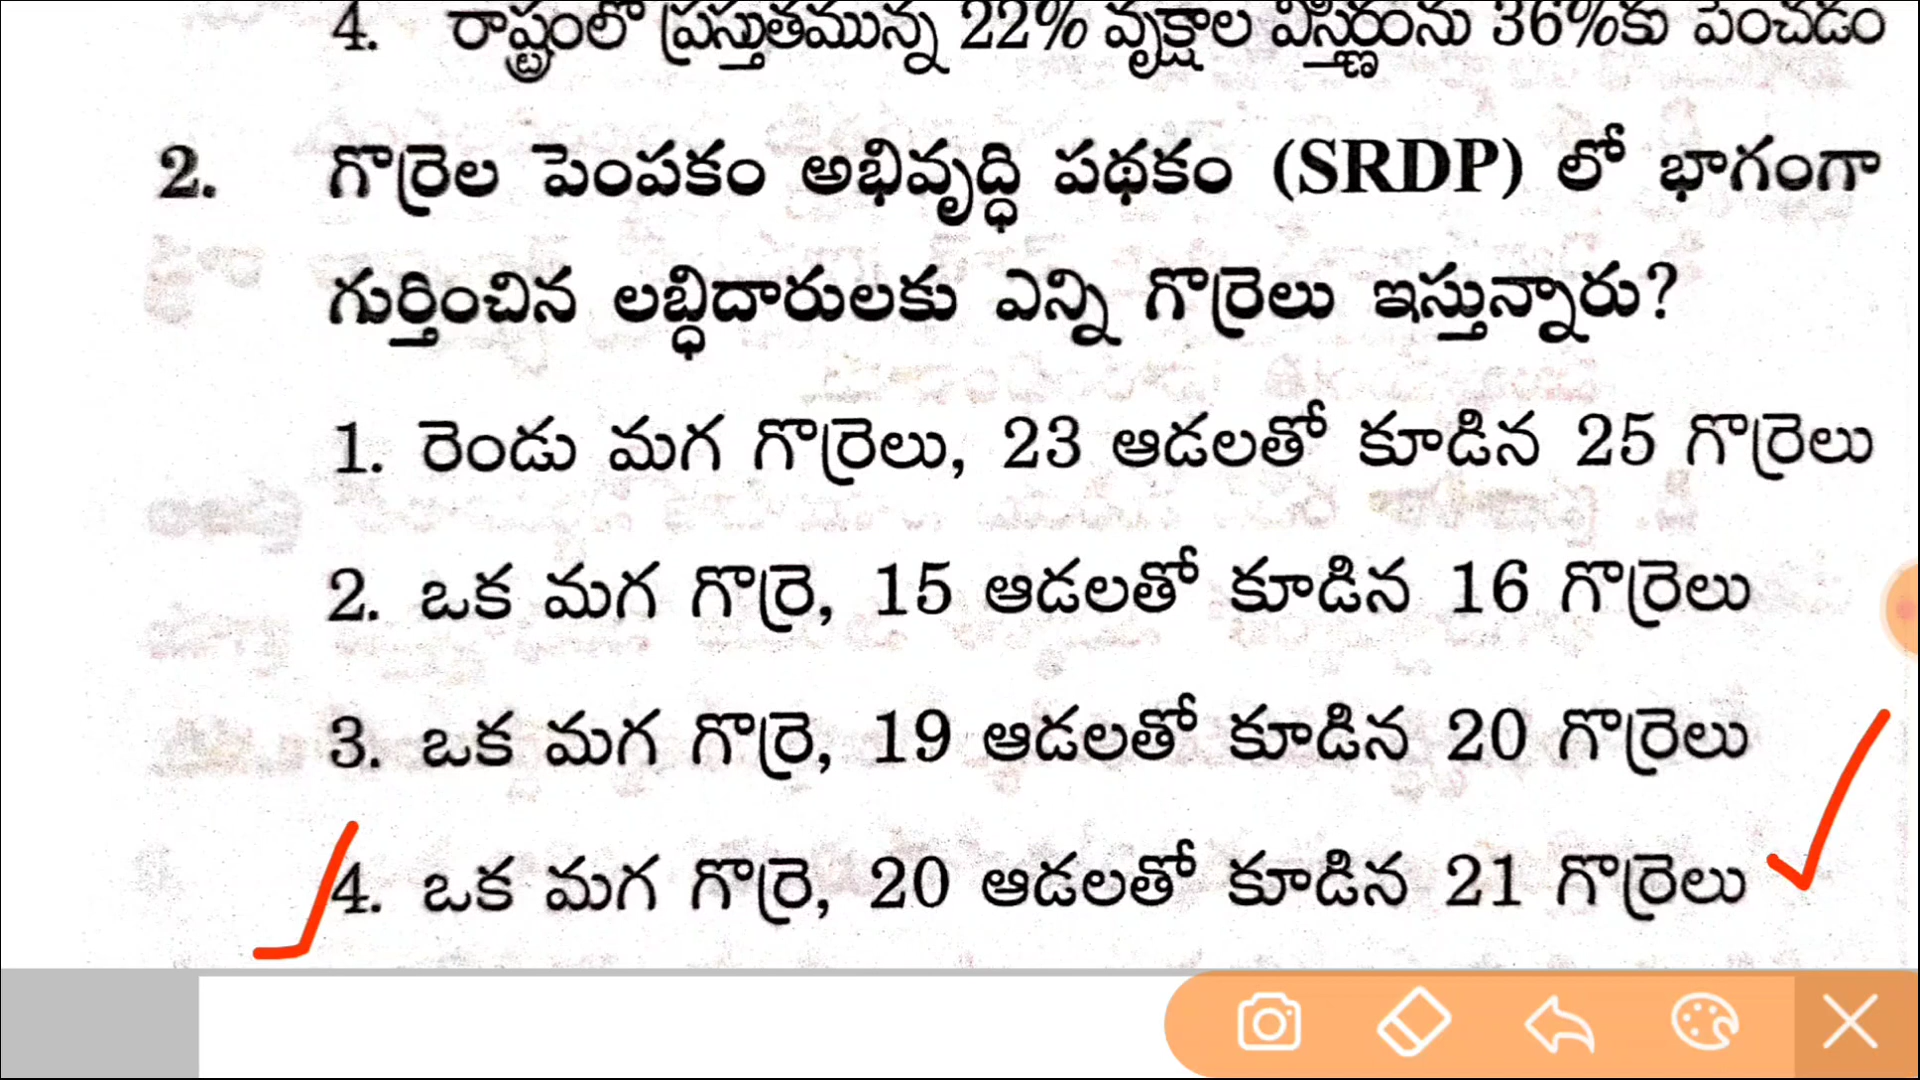 4. రాష్ట్రంలో ప్రస్తుతమున్న 22% వృక్షాల విస్తీర్ణంను 36%కు పెంచడం
2. గొర్రెల పెంపకం అభివృద్ధి పథకం (SRDP) లో భాగంగా
గుర్తించిన లబ్ధిదారులకు ఎన్ని గొర్రెలు ఇస్తున్నారు?
1. రెండు మగ గొర్రెలు, 23 ఆడలతో కూడిన 25 గొర్రెలు
2. ఒక మగ గొర్రె, 15 ఆడలతో కూడిన 16 గొర్రెలు
3. ఒక మగ గొర్రె, 19 ఆడలతో కూడిన 20 గొర్రెలు
4. ఒక మగ గొర్రె, 20 ఆడలతో కూడిన 21 గొర్రెలు